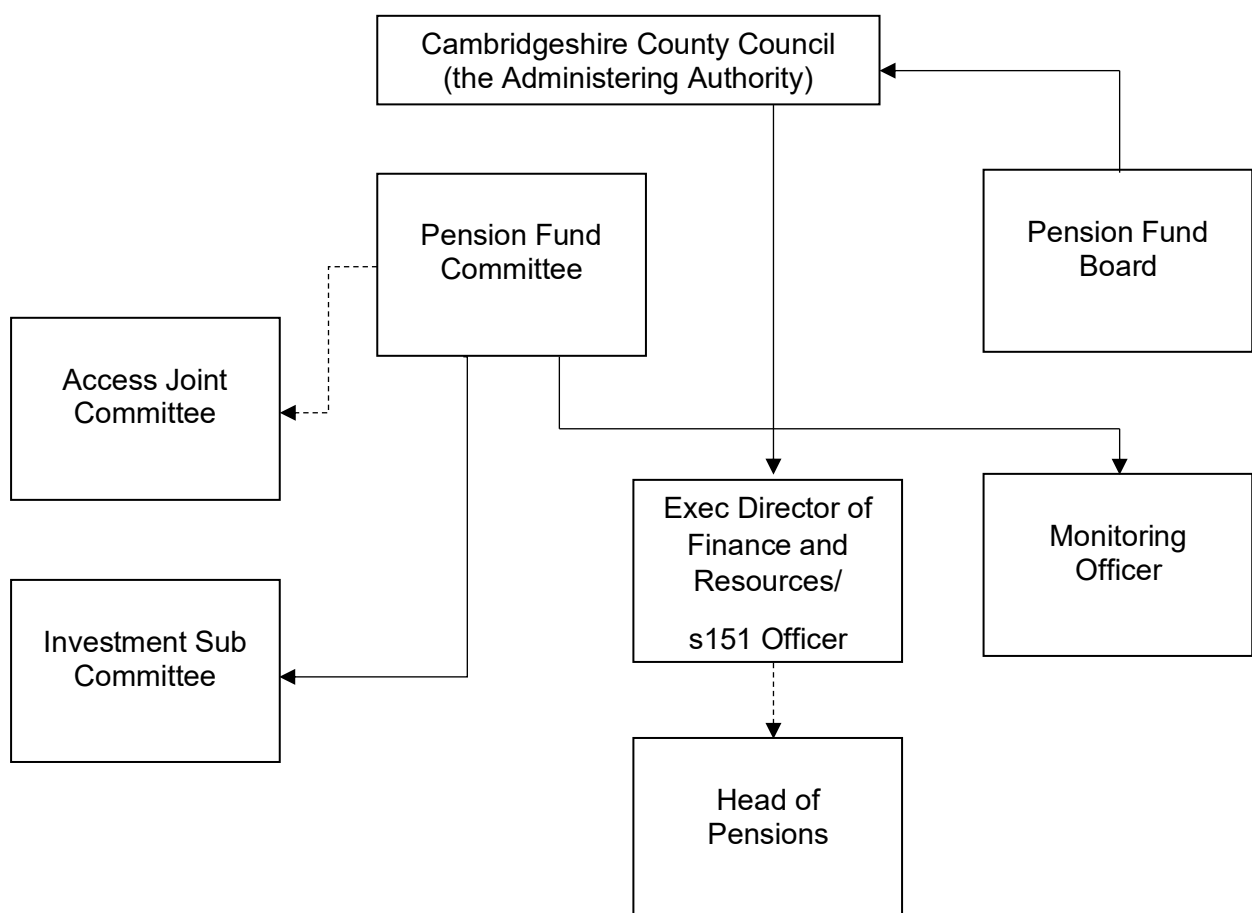 Cambridgeshire County Council
(the Administering Authority)
Pension Fund
Committee
Pension Fund
Board
Access Joint
Committee
Exec Director of
Finance and
Resources/
s151 Officer
Monitoring
Officer
Investment Sub
Committee
Head of
Pensions